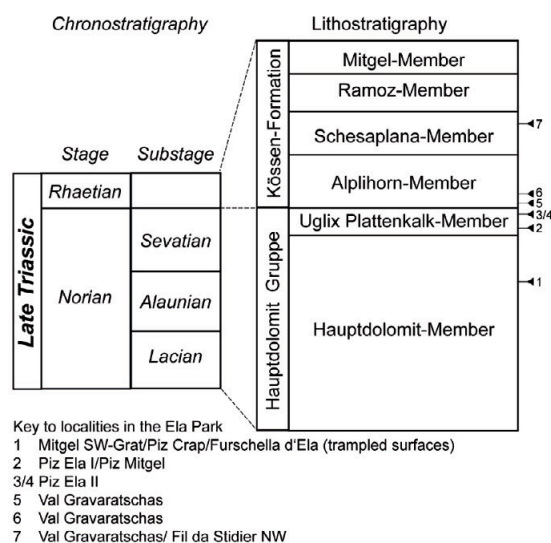 Chronostratigraphy
Lithostratigraphy
Stage
Substage
Late Triassic
Rhaetian
Norian
Sevatian
Alaunian
Lacian
Kössen-Formation
Mitgel-Member
Ramoz-Member
Schesaplana-Member
Alplihorn-Member
Hauptdolomit Gruppe
Uglix Plattenkalk-Member
Hauptdolomit-Member
7
6
5
3/4
2
1
Key to localities in the Ela Park
1 Mitgel SW-Grat/Piz Crap/Furschella d'Ela (trampled surfaces)
2 Piz Ela I/Piz Mitgel
3/4 Piz Ela II
5 Val Gravaratschas
6 Val Gravaratschas
7 Val Gravaratschas/ Fil da Stidier NW